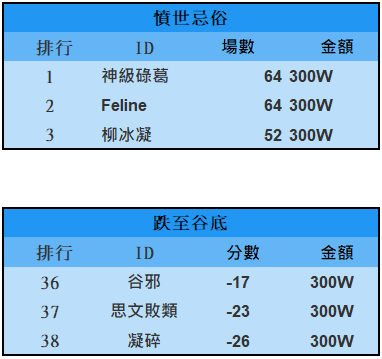 憤世忌俗
排行 ID 場數 金額
1 神級碌葛 64 300W
2 Feline 64 300W
3 柳冰凝 52 300W
跌至谷底
排行 ID 分數 金額
36 谷邪 -17 300W
37 思文敗類 -23 300W
38 凝碎 -26 300W